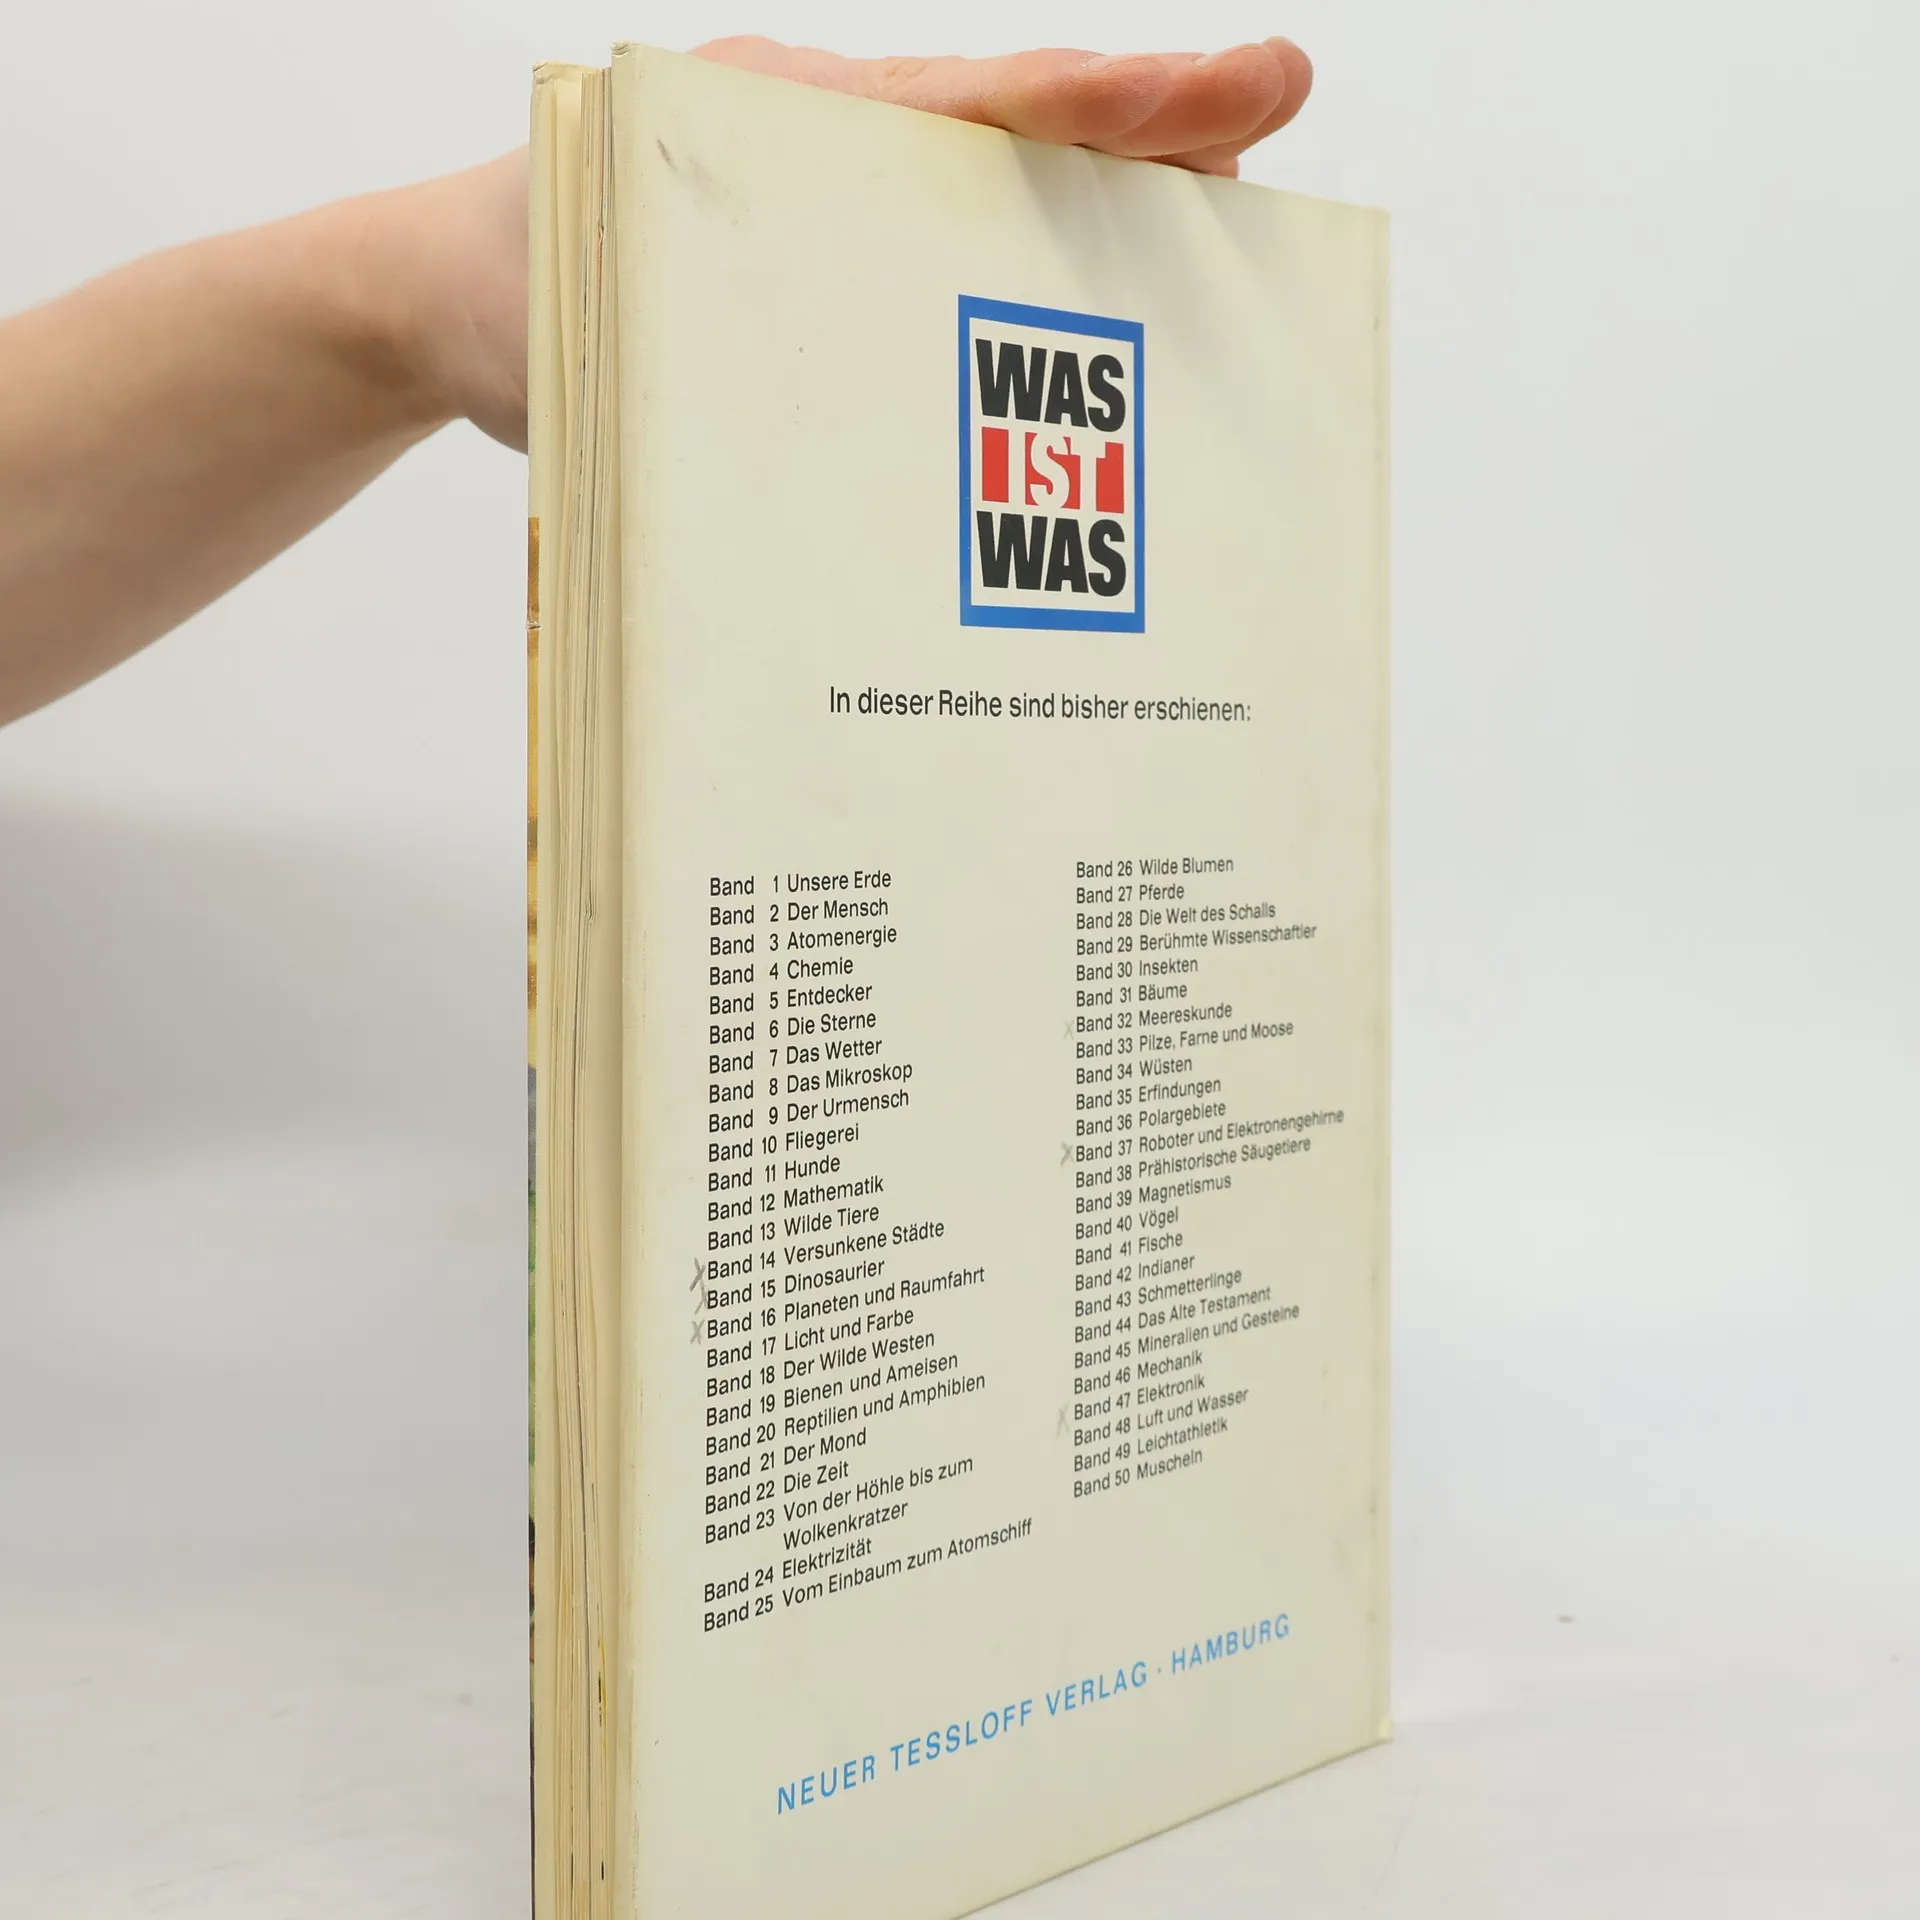 WAS
IST
WAS
In dieser Reihe sind bisher erschienen:
Band 1 Unsere Erde
Band 2 Der Mensch
Band 3 Atomenergie
Band 4 Chemie
Band 5 Entdecker
Band 6 Die Sterne
Band 7 Das Wetter
Band 8 Das Mikroskop
Band 9 Der Urmensch
Band 10 Fliegerei
Band 11 Hunde
Band 12 Mathematik
Band 13 Wilde Tiere
Band 14 Versunkene Städte
Band 15 Dinosaurier
Band 16 Planeten und Raumfahrt
Band 17 Licht und Farbe
Band 18 Der Wilde Westen
Band 19 Bienen und Ameisen
Band 20 Reptilien und Amphibien
Band 21 Der Mond
Band 22 Die Zeit
Band 23 Von der Höhle bis zum
Wolkenkratzer
Band 24 Elektrizität
Band 25 Vom Einbaum zum Atomschiff
Band 26 Wilde Blumen
Band 27 Pferde
Band 28 Die Welt des Schalls
Band 29 Berühmte Wissenschaftler
Band 30 Insekten
Band 31 Bäume
Band 32 Meereskunde
Band 33 Pilze, Farne und Moose
Band 34 Wüsten
Band 35 Erfindungen
Band 36 Polargebiete
Band 37 Roboter und Elektronengehirne
Band 38 Prähistorische Säugetiere
Band 39 Magnetismus
Band 40 Vögel
Band 41 Fische
Band 42 Indianer
Band 43 Schmetterlinge
Band 44 Das Alte Testament
Band 45 Mineralien und Gesteine
Band 46 Mechanik
Band 47 Elektronik
Band 48 Luft und Wasser
Band 49 Leichtathletik
Band 50 Muscheln
NEUER TESSLOFF VERLAG · HAMBURG